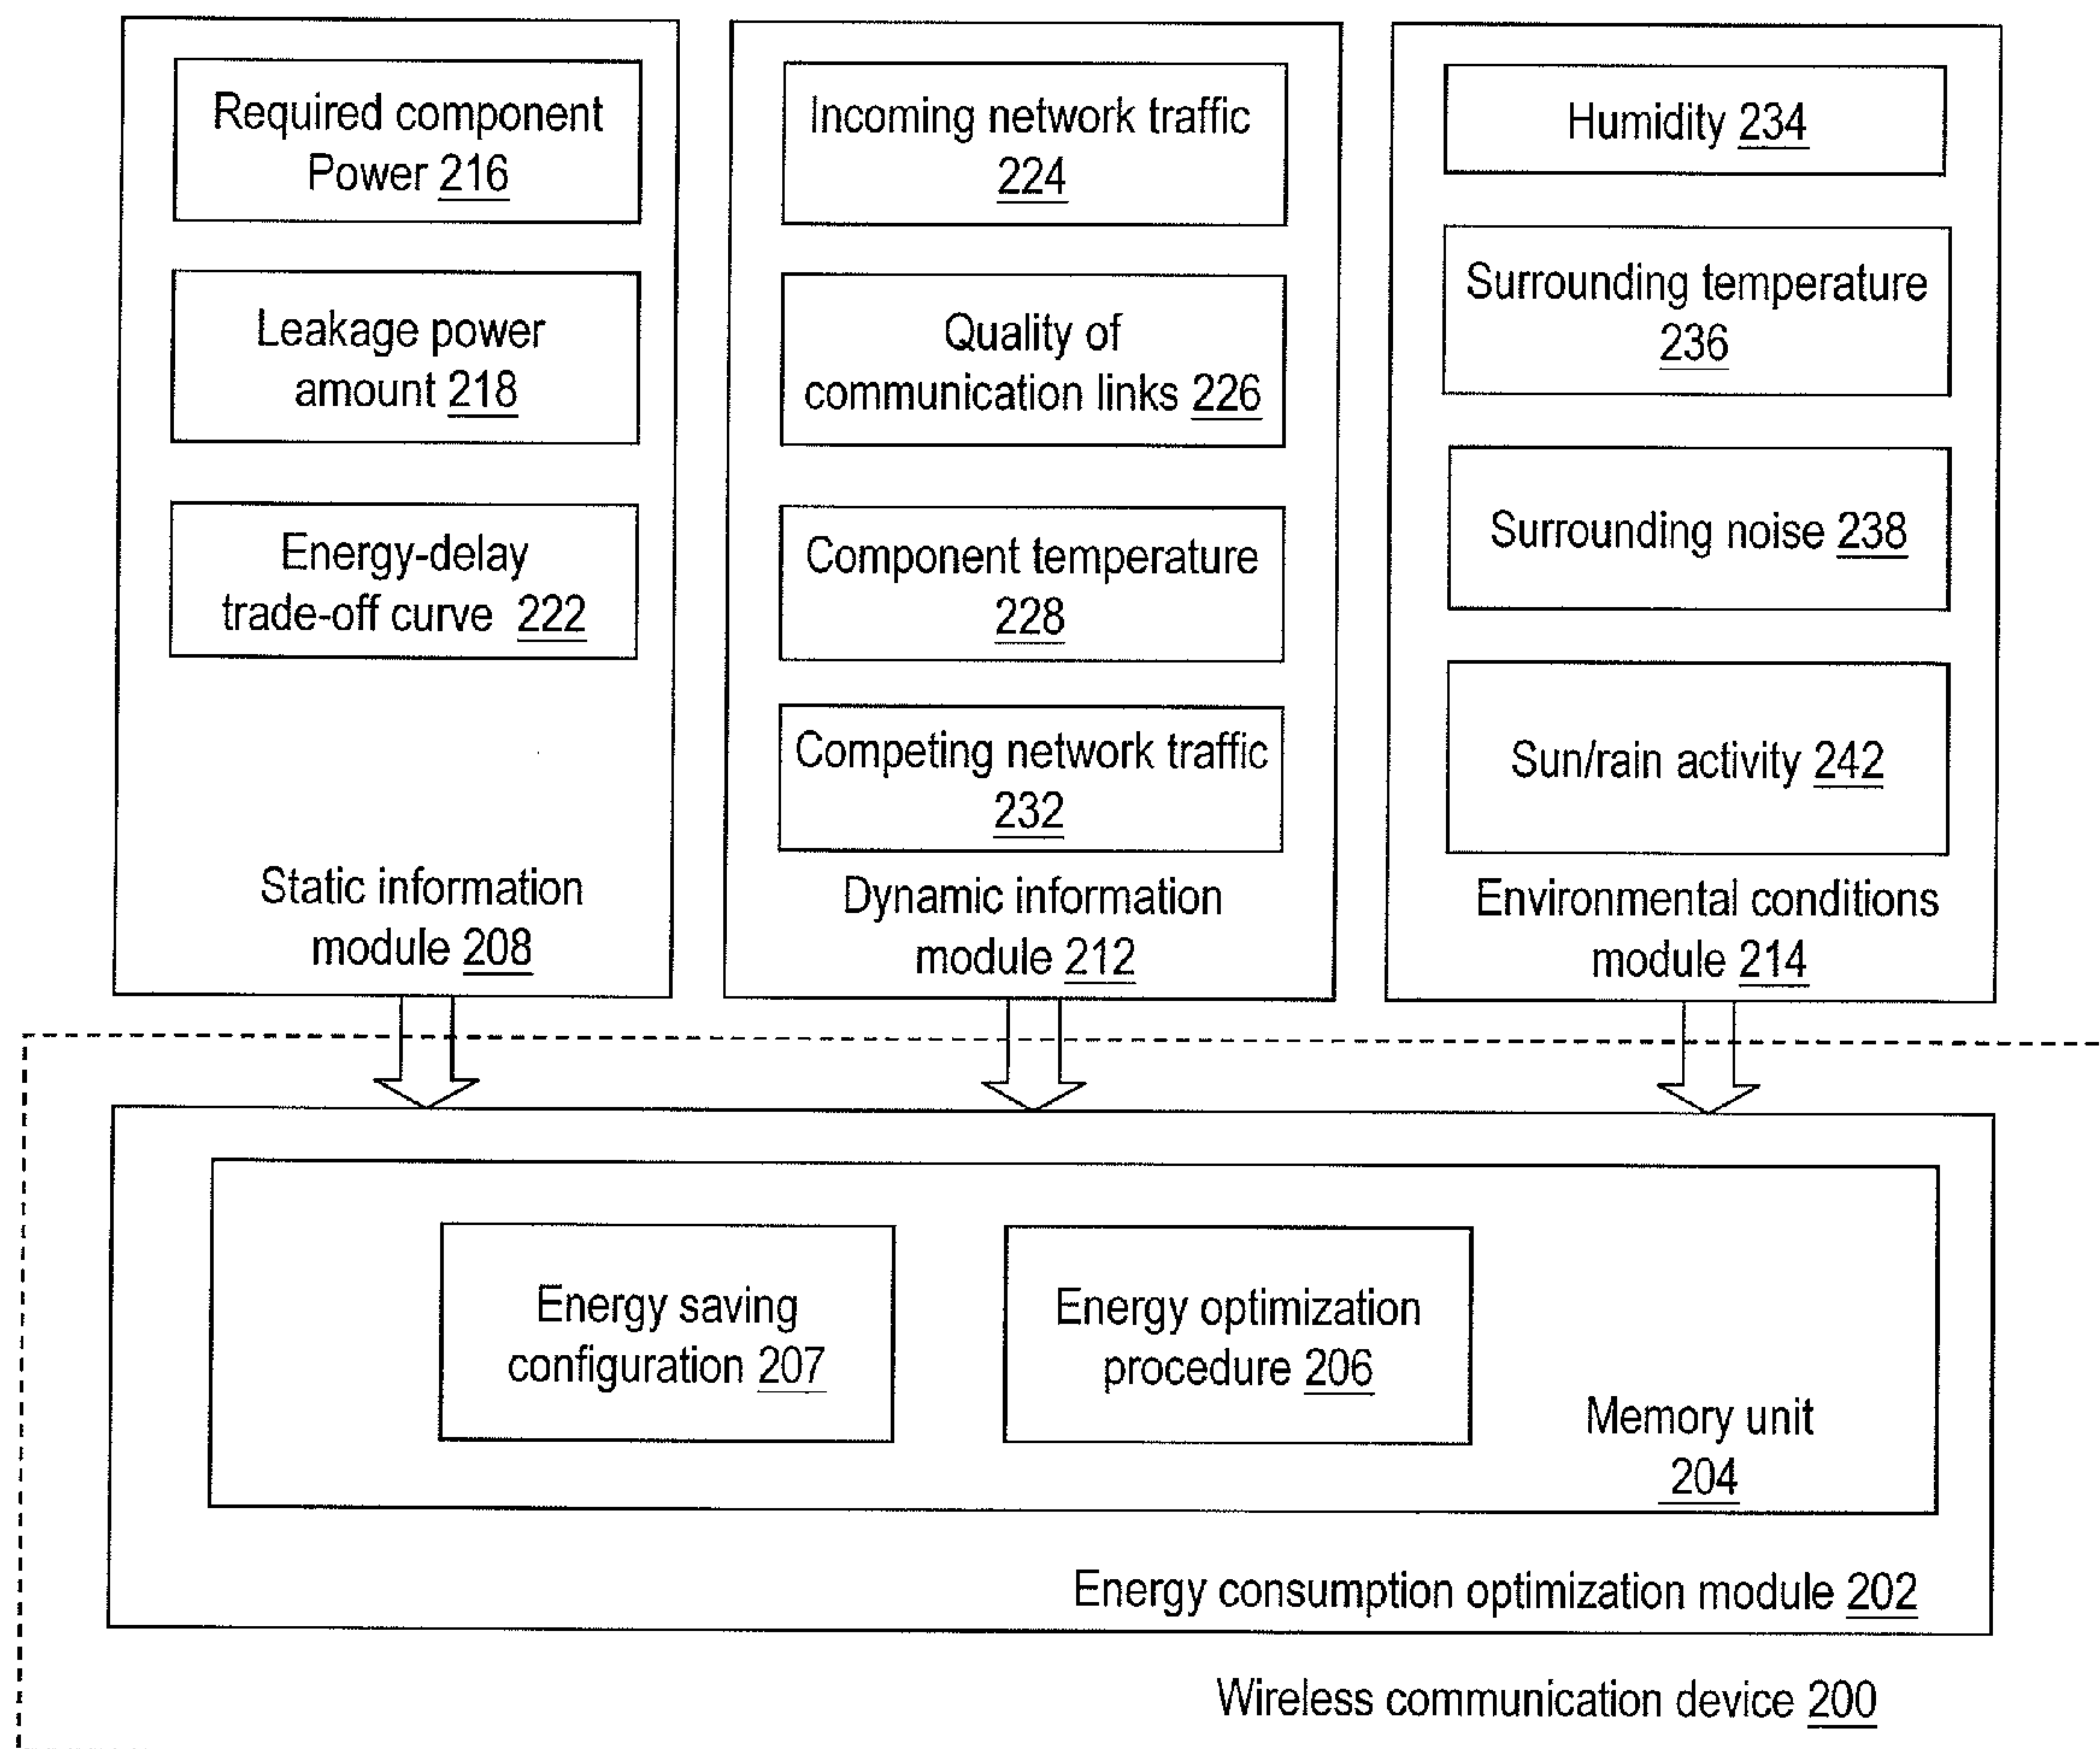 Required component
Power 216
Leakage power
amount 218
Energy-delay
trade-off curve 222
Static information
module 208
Incoming network traffic
224
Quality of
communication links 226
Component temperature
228
Competing network traffic
232
Dynamic information
module 212
Humidity 234
Surrounding temperature
236
Surrounding noise 238
Sun/rain activity 242
Environmental conditions
module 214
Energy saving
configuration 207
Energy optimization
procedure 206
Memory unit
204
Energy consumption optimization module 202
Wireless communication device 200